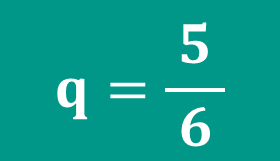 q = 5/6